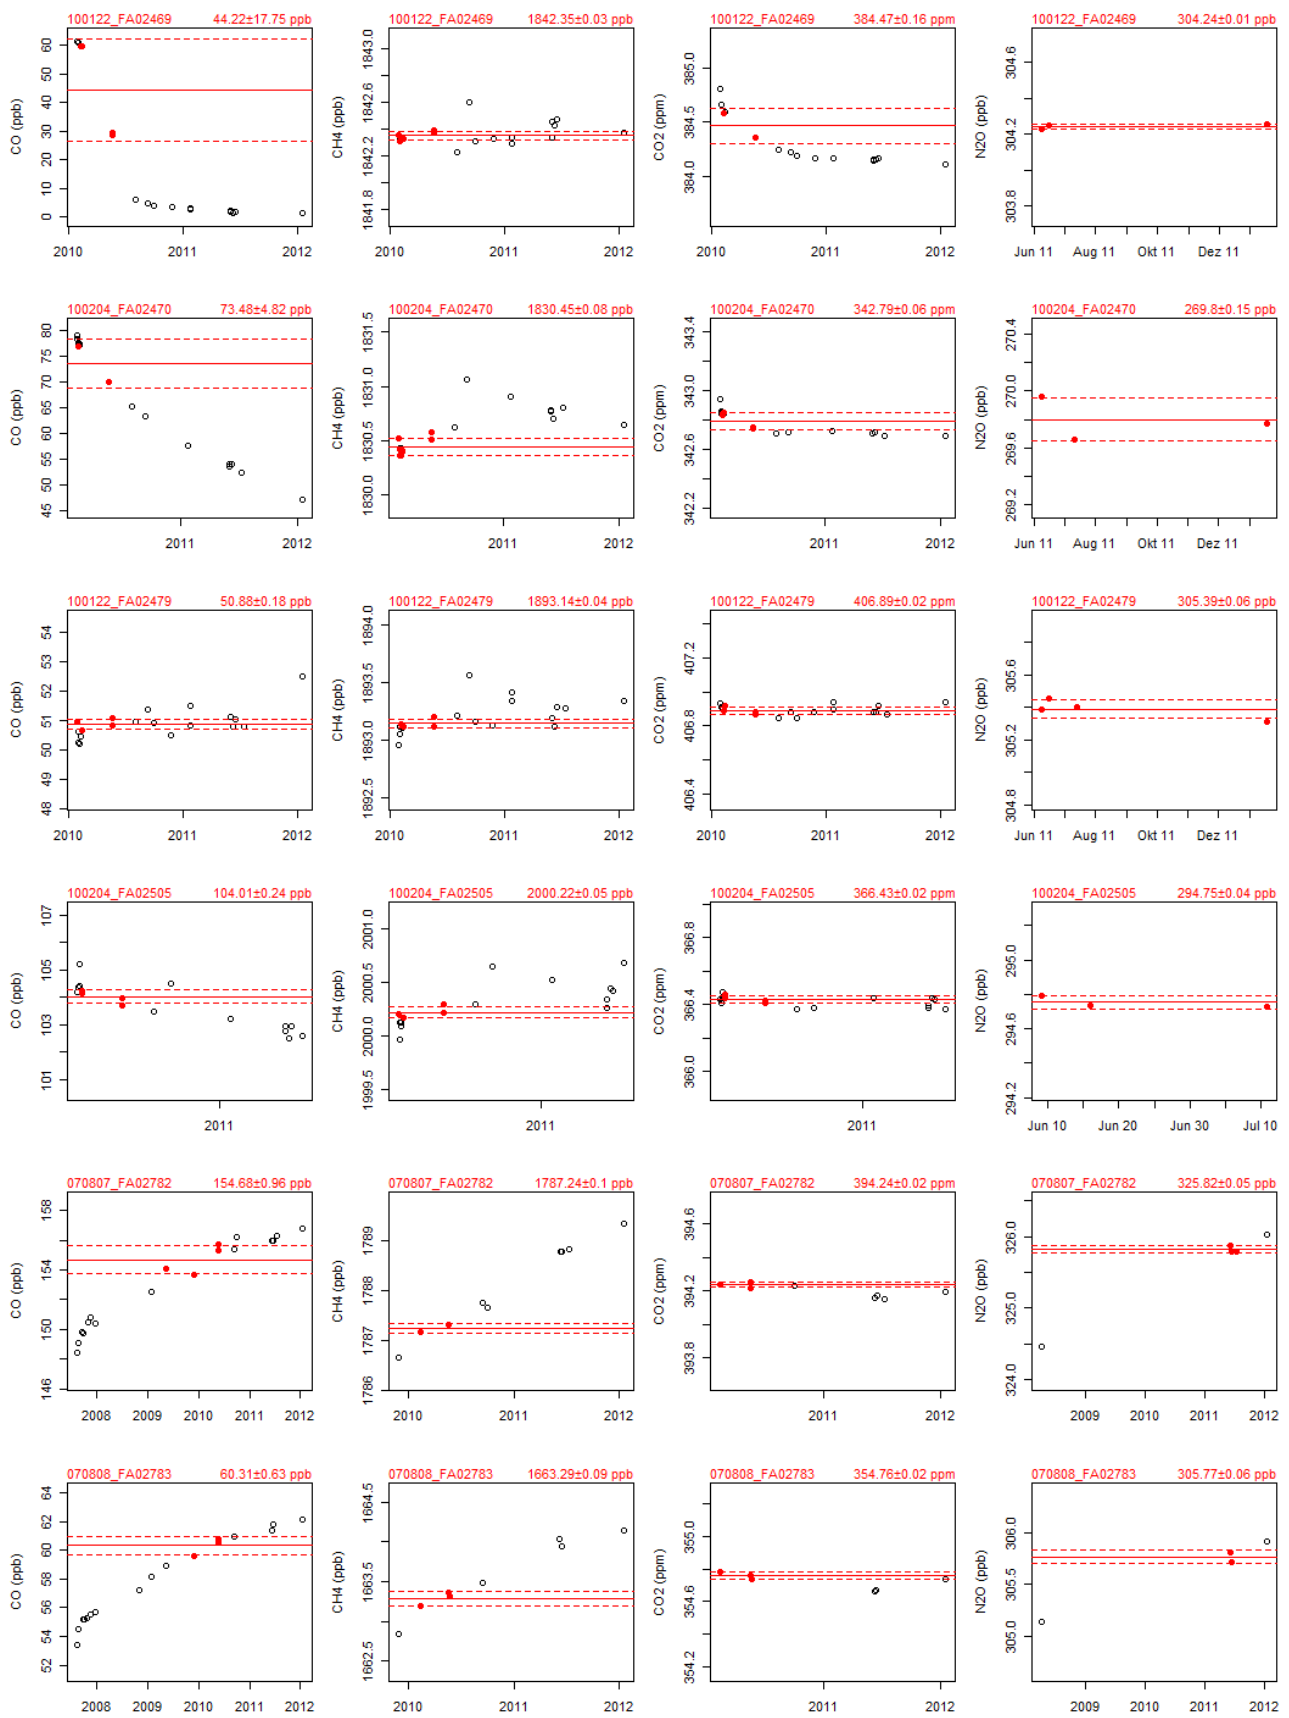 100122_FA02469 44.22±17.75 ppb
CO (ppb)
60
50
40
30
20
10
0
2010 2011 2012
100122_FA02469 1842.35±0.03 ppb
CH4 (ppb)
1843.0
1842.6
1842.2
1841.8
2010 2011 2012
100122_FA02469 384.47±0.16 ppm
CO2 (ppm)
385.0
384.5
384.0
2010 2011 2012
100122_FA02469 304.24±0.01 ppb
N2O (ppb)
304.6
304.2
303.8
Jun 11 Aug 11 Okt 11 Dez 11
100204_FA02470 73.48±4.82 ppb
CO (ppb)
80
75
70
65
60
55
50
45
2011 2012
100204_FA02470 1830.45±0.08 ppb
CH4 (ppb)
1831.5
1831.0
1830.5
1830.0
2011 2012
100204_FA02470 342.79±0.06 ppm
CO2 (ppm)
343.4
343.0
342.6
342.2
2011 2012
100204_FA02470 269.8±0.15 ppb
N2O (ppb)
270.4
270.0
269.6
269.2
Jun 11 Aug 11 Okt 11 Dez 11
100122_FA02479 50.88±0.18 ppb
CO (ppb)
54
53
52
51
50
49
48
2010 2011 2012
100122_FA02479 1893.14±0.04 ppb
CH4 (ppb)
1894.0
1893.5
1893.0
1892.5
2010 2011 2012
100122_FA02479 406.89±0.02 ppm
CO2 (ppm)
407.2
406.8
406.4
2010 2011 2012
100122_FA02479 305.39±0.06 ppb
N2O (ppb)
305.6
305.2
304.8
Jun 11 Aug 11 Okt 11 Dez 11
100204_FA02505 104.01±0.24 ppb
CO (ppb)
107
105
103
101
2011
100204_FA02505 2000.22±0.05 ppb
CH4 (ppb)
2001.0
2000.5
2000.0
1999.5
2011
100204_FA02505 366.43±0.02 ppm
CO2 (ppm)
366.8
366.4
366.0
2011
100204_FA02505 294.75±0.04 ppb
N2O (ppb)
295.0
294.6
294.2
Jun 10 Jun 20 Jun 30 Jul 10
070807_FA02782 154.68±0.96 ppb
CO (ppb)
158
154
150
146
2008 2009 2010 2011 2012
070807_FA02782 1787.24±0.1 ppb
CH4 (ppb)
1789
1788
1787
1786
2010 2011 2012
070807_FA02782 394.24±0.02 ppm
CO2 (ppm)
394.6
394.2
393.8
2011 2012
070807_FA02782 325.82±0.05 ppb
N2O (ppb)
326.0
325.0
324.0
2009 2010 2011 2012
070808_FA02783 60.31±0.63 ppb
CO (ppb)
64
62
60
58
56
54
52
2008 2009 2010 2011 2012
070808_FA02783 1663.29±0.09 ppb
CH4 (ppb)
1664.5
1663.5
1662.5
2010 2011 2012
070808_FA02783 354.76±0.02 ppm
CO2 (ppm)
355.0
354.6
354.2
2011 2012
070808_FA02783 305.77±0.06 ppb
N2O (ppb)
306.0
305.5
305.0
2009 2010 2011 2012